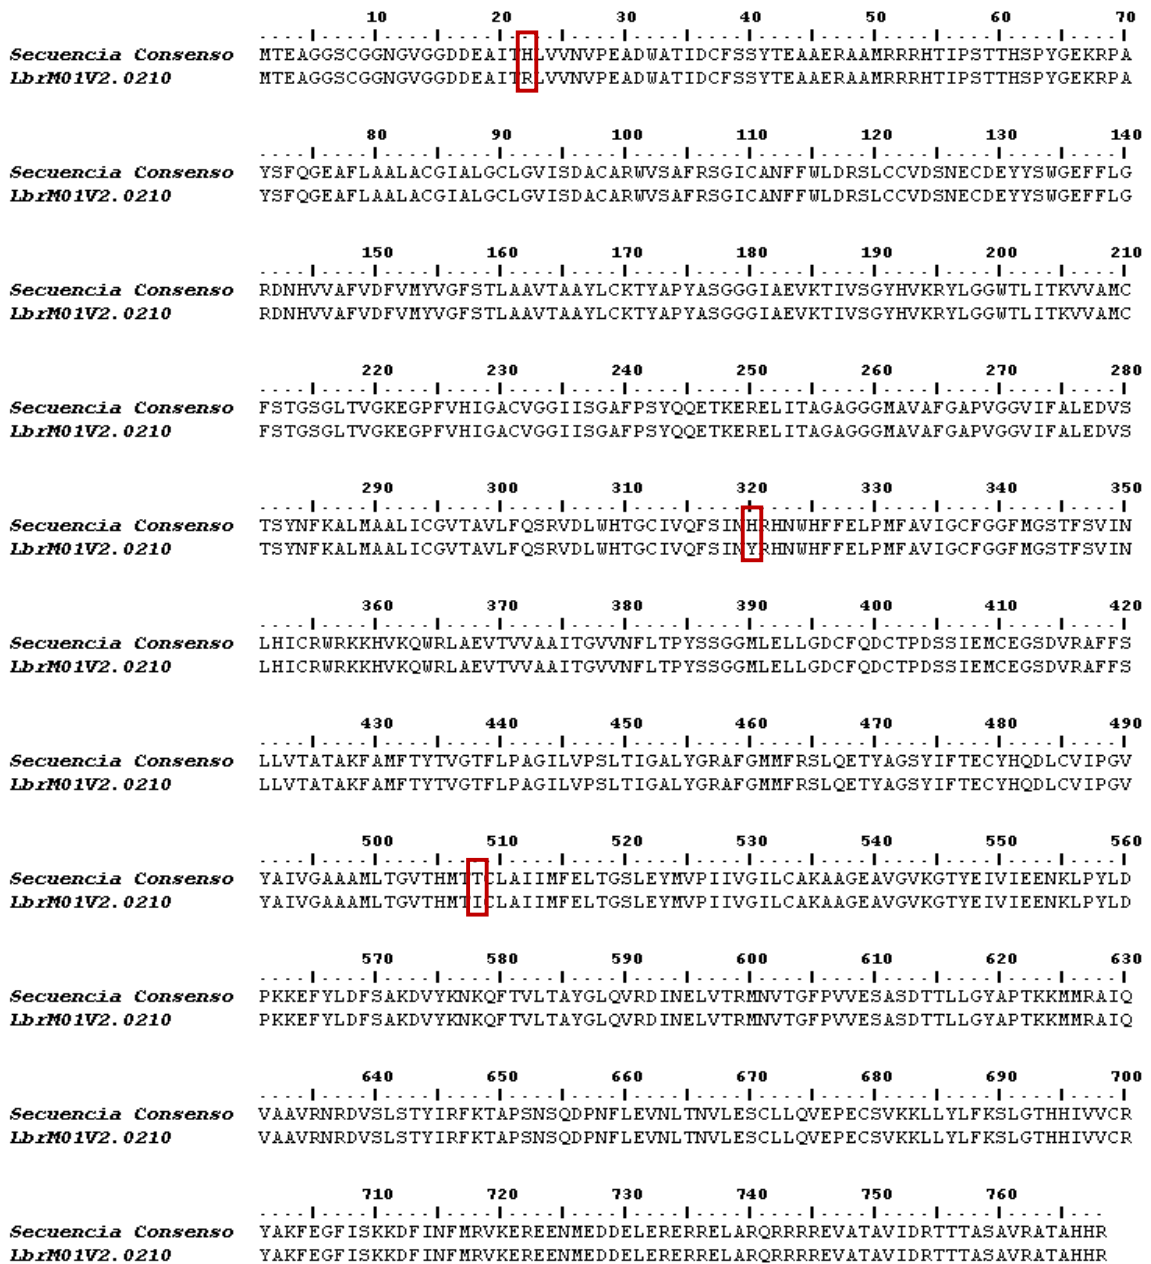 10 20 30 40 50 60 70
....|....|....|....|....|....|....|....|....|....|....|....|....|....|
Secuencia Consenso MTEAGGSCGGNGVGGDDEAITHLVVNVPEADWATIDCFSSYTEAAERAAMRRRHTIPSTTHSPYGEKRPA
LbrM01V2.0210 MTEAGGSCGGNGVGGDDEAITRLVVNVPEADWATIDCFSSYTEAAERAAMRRRHTIPSTTHSPYGEKRPA
80 90 100 110 120 130 140
....|....|....|....|....|....|....|....|....|....|....|....|....|....|
Secuencia Consenso YSFQGEAFLAALACGIALGCLGVISDACARWVSAFRSGICANFFWLDRSLCCVDSNECDEYYSWGEFFLG
LbrM01V2.0210 YSFQGEAFLAALACGIALGCLGVISDACARWVSAFRSGICANFFWLDRSLCCVDSNECDEYYSWGEFFLG
150 160 170 180 190 200 210
....|....|....|....|....|....|....|....|....|....|....|....|....|....|
Secuencia Consenso RDNHVVAFVDFVMYVGFSTLAAVTAAYLCKTYAPYASGGGIAEVKTIVSGYHVKRYLGGWTLITKVVAMC
LbrM01V2.0210 RDNHVVAFVDFVMYVGFSTLAAVTAAYLCKTYAPYASGGGIAEVKTIVSGYHVKRYLGGWTLITKVVAMC
220 230 240 250 260 270 280
....|....|....|....|....|....|....|....|....|....|....|....|....|....|
Secuencia Consenso FSTGSGLTVGKEGPFVHIGACVGGIISGAFPSYQQETKERELITAGAGGGMAVAFGAPVGGVIFALEDVS
LbrM01V2.0210 FSTGSGLTVGKEGPFVHIGACVGGIISGAFPSYQQETKERELITAGAGGGMAVAFGAPVGGVIFALEDVS
290 300 310 320 330 340 350
....|....|....|....|....|....|....|....|....|....|....|....|....|....|
Secuencia Consenso TSYNFKALMAALICGVTAVLFQSRVDLWHTGCIVQFSINHRHNWHFFELPMFAVIGCFGGFMGSTFSVIN
LbrM01V2.0210 TSYNFKALMAALICGVTAVLFQSRVDLWHTGCIVQFSINYRHNWHFFELPMFAVIGCFGGFMGSTFSVIN
360 370 380 390 400 410 420
....|....|....|....|....|....|....|....|....|....|....|....|....|....|
Secuencia Consenso LHICRWRKKHVKQWRLAEVTVVAAITGVVNFLTPYSSGGMLELLGDCFQDCTPDSSIEMCEGSDVRAFFS
LbrM01V2.0210 LHICRWRKKHVKQWRLAEVTVVAAITGVVNFLTPYSSGGMLELLGDCFQDCTPDSSIEMCEGSDVRAFFS
430 440 450 460 470 480 490
....|....|....|....|....|....|....|....|....|....|....|....|....|....|
Secuencia Consenso LLVTATAKFAMFTYTVGTFLPAGILVPSLTIGALYGRAFGMMFRSLQETYAGSYIFTECYHQDLCVIPGV
LbrM01V2.0210 LLVTATAKFAMFTYTVGTFLPAGILVPSLTIGALYGRAFGMMFRSLQETYAGSYIFTECYHQDLCVIPGV
500 510 520 530 540 550 560
....|....|....|....|....|....|....|....|....|....|....|....|....|....|
Secuencia Consenso YAIVGAAAMLTGVTHMTTCLAIIMFELTGSLEYMVPIIVGILCAKAAGEAVGVKGTYEIVIEENKLPYLD
LbrM01V2.0210 YAIVGAAAMLTGVTHMTICLAIIMFELTGSLEYMVPIIVGILCAKAAGEAVGVKGTYEIVIEENKLPYLD
570 580 590 600 610 620 630
....|....|....|....|....|....|....|....|....|....|....|....|....|....|
Secuencia Consenso PKKEFYLDFSAKDVYKNKQFTVLTAYGLQVRDINELVTRMNVTGFPVVESASDTTLLGYAPTKKMMRAIQ
LbrM01V2.0210 PKKEFYLDFSAKDVYKNKQFTVLTAYGLQVRDINELVTRMNVTGFPVVESASDTTLLGYAPTKKMMRAIQ
640 650 660 670 680 690 700
....|....|....|....|....|....|....|....|....|....|....|....|....|....|
Secuencia Consenso VAAVRNRDVSLSTYIRFKTAPSNSQDPNFLEVNLTNVLESCLLQVEPECSVKKLLYLFKSLGTHHIVVCR
LbrM01V2.0210 VAAVRNRDVSLSTYIRFKTAPSNSQDPNFLEVNLTNVLESCLLQVEPECSVKKLLYLFKSLGTHHIVVCR
710 720 730 740 750 760
....|....|....|....|....|....|....|....|....|....|....|....|....|...
Secuencia Consenso YAKFEGFISKKDFINFMRVKEREENMEDDELERERRELARQRRRREVATAVIDRTTTASAVRATAHHR
LbrM01V2.0210 YAKFEGFISKKDFINFMRVKEREENMEDDELERERRELARQRRRREVATAVIDRTTTASAVRATAHHR